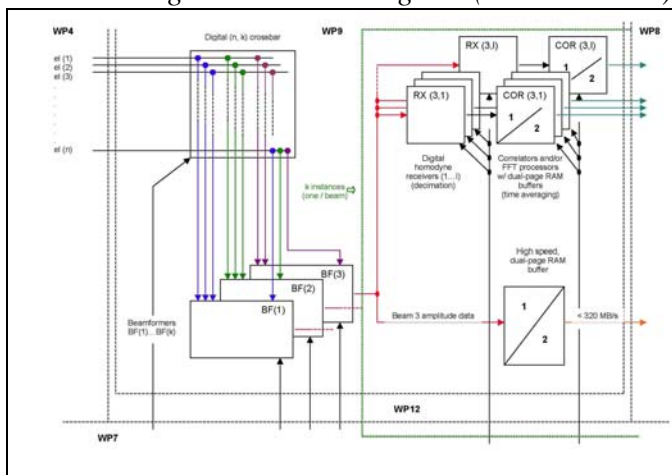 WP4
Digital (n, k) crossbar
WP9
RX (3,l)
COR (3,l)
WP8
el (1)
el (2)
el (3)
el (n)
1
2
RX (3,1)
COR (3,1)
1
2
Digital
homodyne
receivers (1...l)
(decimation)
Correlators and/or
FFT processors
w/ dual-page RAM
buffers
(time averaging)
k instances
(one / beam)
High speed,
dual-page RAM
buffer
BF(3)
BF(2)
BF(1)
Beamformers
BF(1)... BF(k)
Beam 3 amplitude data
1
2
< 320 MB/s
WP12
WP7